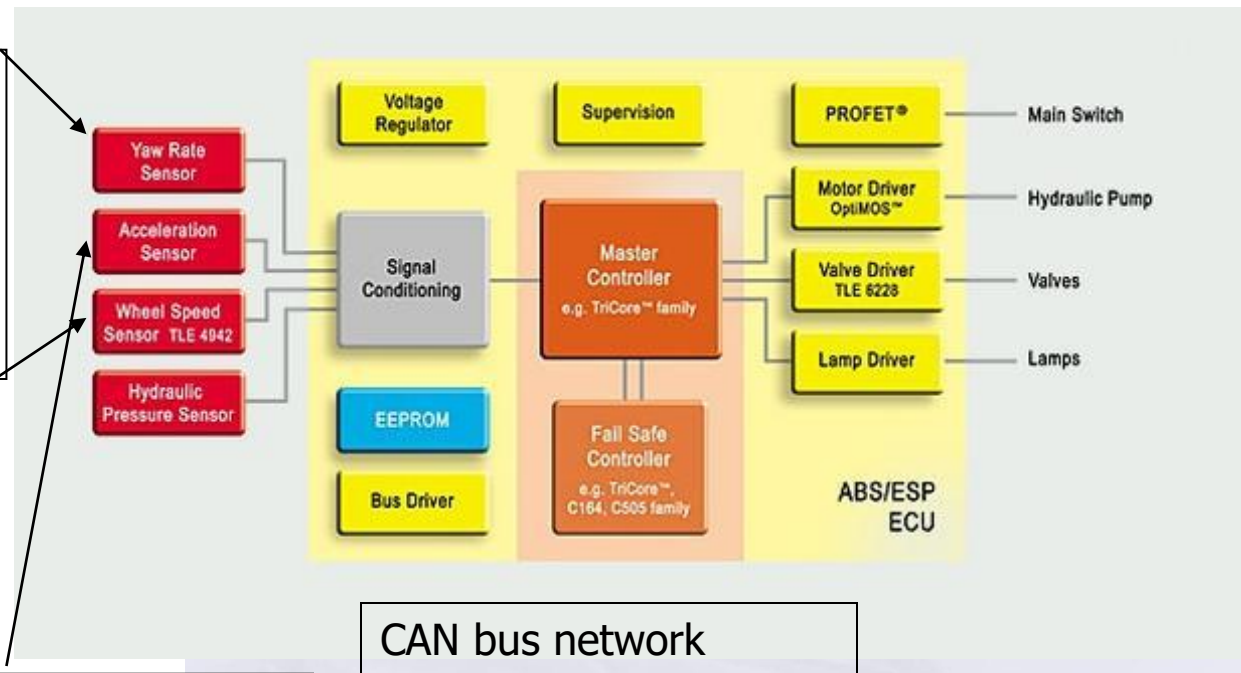 Yaw Rate
Sensor
Acceleration
Sensor
Wheel Speed
Sensor TLE 4942
Hydraulic
Pressure Sensor
Voltage
Regulator
Supervision
PROFET®
Main Switch
Signal
Conditioning
Master
Controller
e.g. TriCore™ family
Motor Driver
OptiMOS™
Hydraulic Pump
Valve Driver
TLE 6228
Valves
Lamp Driver
Lamps
EEPROM
Bus Driver
Fail Safe
Controller
e.g. TriCore™,
C164, C505 family
ABS/ESP
ECU
CAN bus network